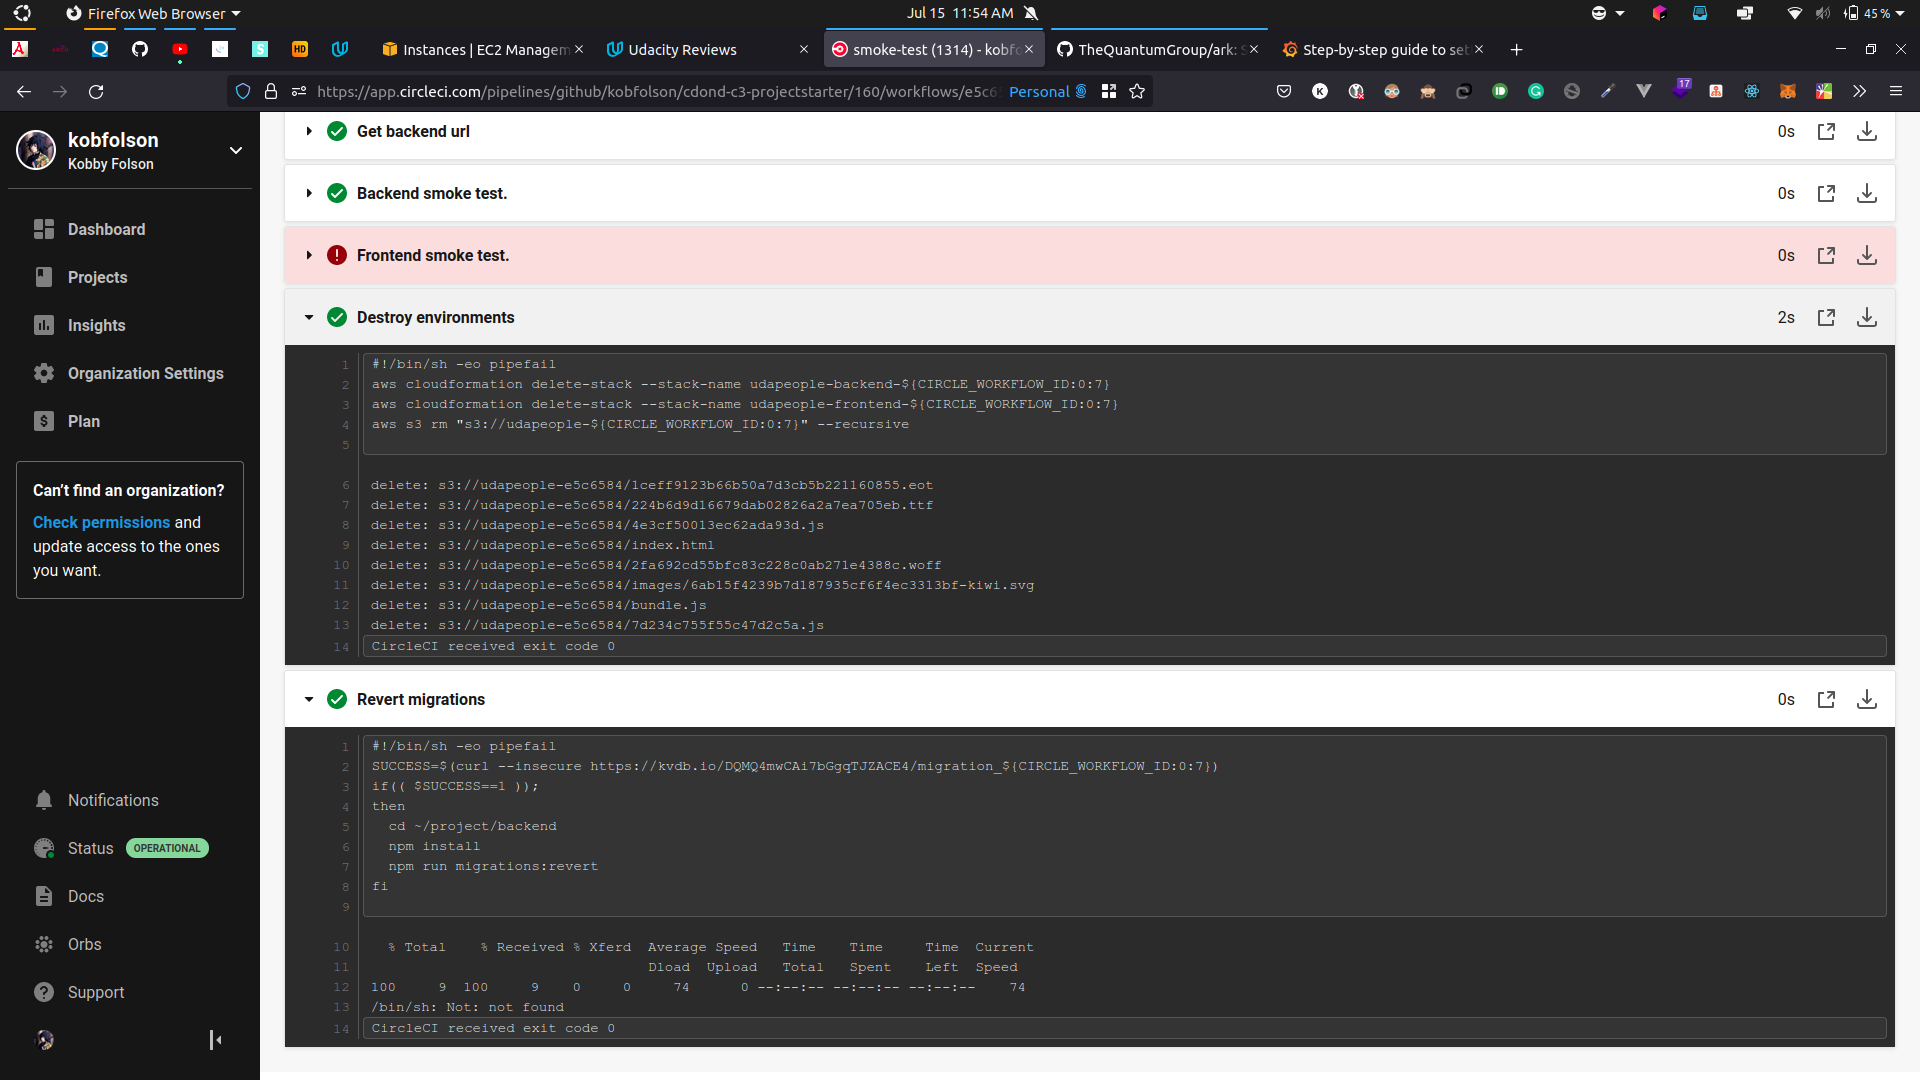 Firefox Web Browser
Jul 15 11:54 AM
45 %
Instances | EC2 Managem
Udacity Reviews
smoke-test (1314) - kobfo
TheQuantumGroup/ark: S
Step-by-step guide to set
https://app.circleci.com/pipelines/github/kobfolson/cdond-c3-projectstarter/160/workflows/e5c65
Personal
17
kobfolson
Kobby Folson
Dashboard
Projects
Insights
Organization Settings
Plan
Can't find an organization?
Check permissions and
update access to the ones
you want.
Notifications
Status OPERATIONAL
Docs
Orbs
Support
Get backend url 0s
Backend smoke test. 0s
Frontend smoke test. 0s
Destroy environments 2s
1 #!/bin/sh -eo pipefail
2 aws cloudformation delete-stack --stack-name udapeople-backend-${CIRCLE_WORKFLOW_ID:0:7}
3 aws cloudformation delete-stack --stack-name udapeople-frontend-${CIRCLE_WORKFLOW_ID:0:7}
4 aws s3 rm "s3://udapeople-${CIRCLE_WORKFLOW_ID:0:7}" --recursive
5
6 delete: s3://udapeople-e5c6584/1ceff9123b66b50a7d3cb5b221160855.eot
7 delete: s3://udapeople-e5c6584/224b6d9d16679dab02826a2a7ea705eb.ttf
8 delete: s3://udapeople-e5c6584/4e3cf50013ec62ada93d.js
9 delete: s3://udapeople-e5c6584/index.html
10 delete: s3://udapeople-e5c6584/2fa692cd55bfc83c228c0ab271e4388c.woff
11 delete: s3://udapeople-e5c6584/images/6ab15f4239b7d187935cf6f4ec3313bf-kiwi.svg
12 delete: s3://udapeople-e5c6584/bundle.js
13 delete: s3://udapeople-e5c6584/7d234c755f55c47d2c5a.js
14 CircleCI received exit code 0
Revert migrations 0s
1 #!/bin/sh -eo pipefail
2 SUCCESS=$(curl --insecure https://kvdb.io/DQMQ4mwCAi7bGgqTJZACE4/migration_${CIRCLE_WORKFLOW_ID:0:7})
3 if(( $SUCCESS==1 ));
4 then
5 cd ~/project/backend
6 npm install
7 npm run migrations:revert
8 fi
9
10 % Total % Received % Xferd Average Speed Time Time Time Current
11 Dload Upload Total Spent Left Speed
12 100 9 100 9 0 0 74 0 --:--:-- --:--:-- --:--:-- 74
13 /bin/sh: Not: not found
14 CircleCI received exit code 0